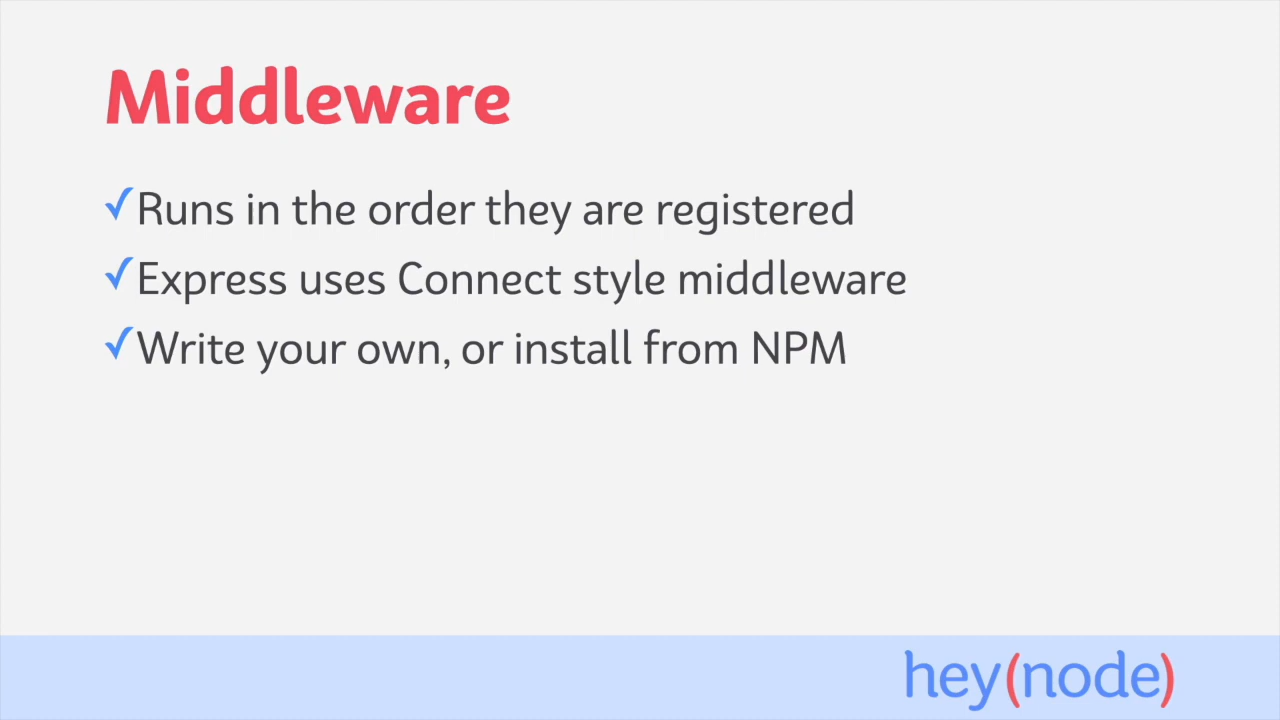 Middleware
✓Runs in the order they are registered
✓Express uses Connect style middleware
✓Write your own, or install from NPM
hey(node)